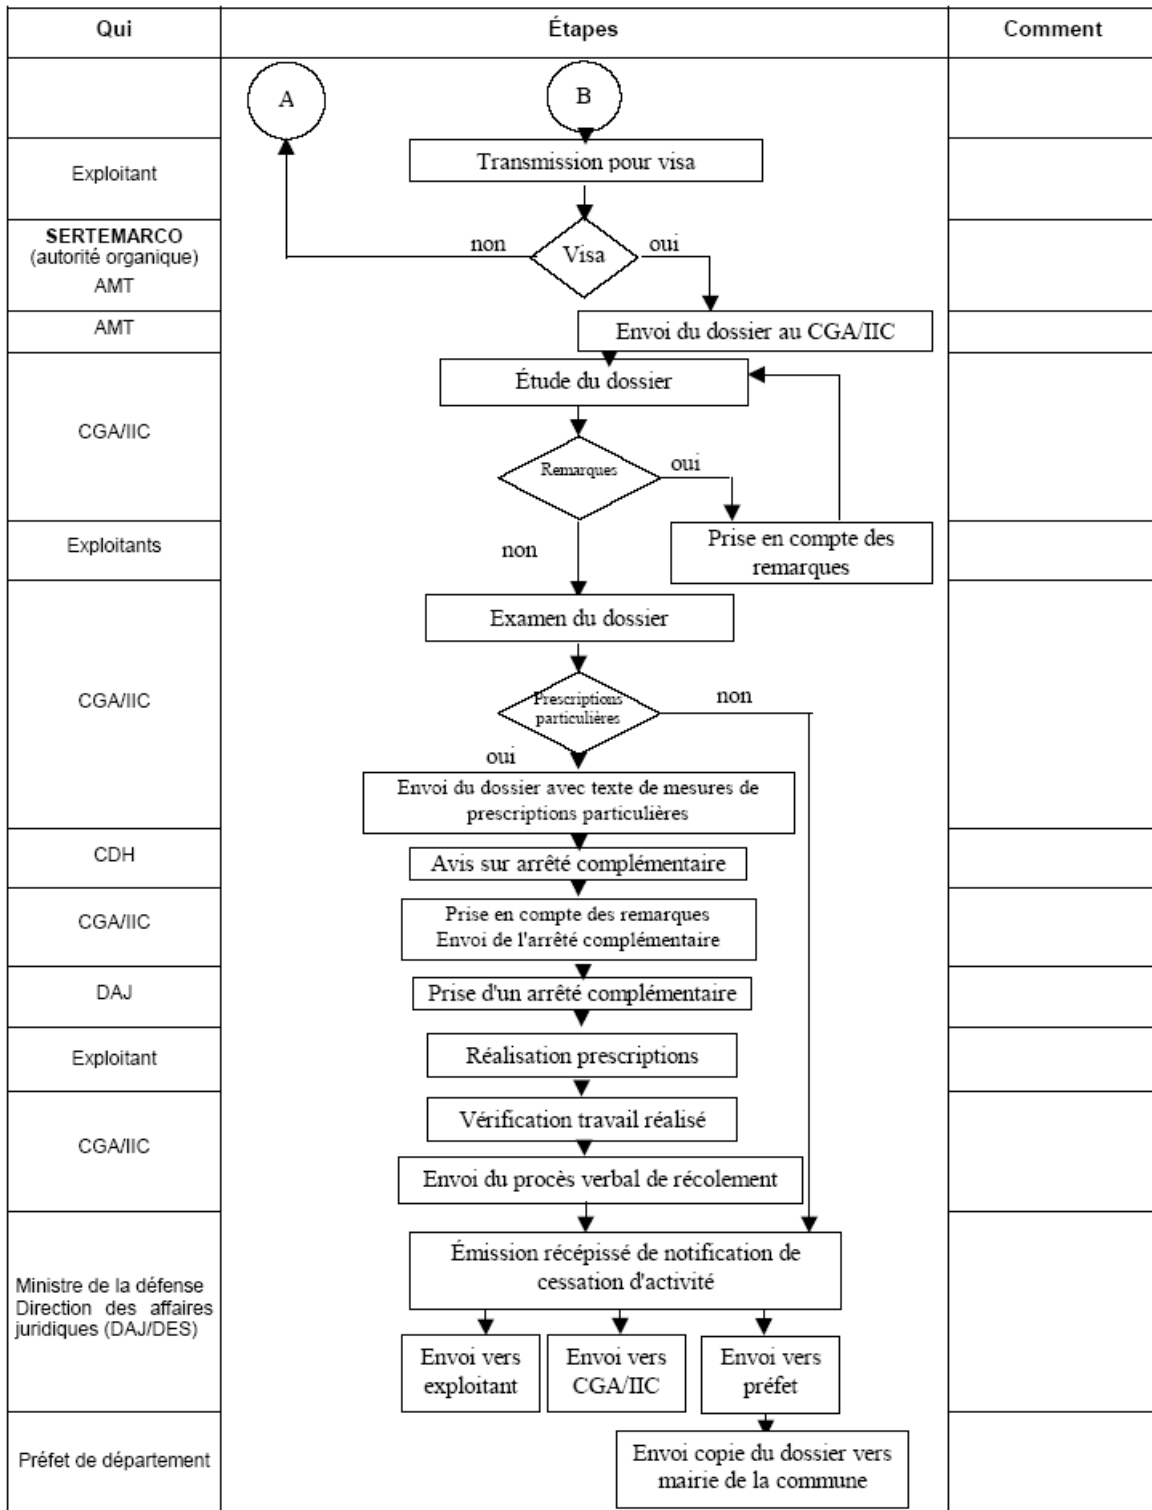 Qui
Étapes
Comment
A
B
Exploitant
Transmission pour visa
SERTEMARCO
(autorité organique)
AMT
non
Visa
oui
AMT
Envoi du dossier au CGA/IIC
CGA/IIC
Étude du dossier
Remarques
oui
Exploitants
non
Prise en compte des
remarques
CGA/IIC
Examen du dossier
Prescriptions
particulières
non
oui
Envoi du dossier avec texte de mesures de
prescriptions particulières
CDH
Avis sur arrêté complémentaire
CGA/IIC
Prise en compte des remarques
Envoi de l'arrêté complémentaire
DAJ
Prise d'un arrêté complémentaire
Exploitant
Réalisation prescriptions
CGA/IIC
Vérification travail réalisé
Envoi du procès verbal de récolement
Ministre de la défense
Direction des affaires
juridiques (DAJ/DES)
Émission récépissé de notification de
cessation d'activité
Envoi vers
exploitant
Envoi vers
CGA/IIC
Envoi vers
préfet
Préfet de département
Envoi copie du dossier vers
mairie de la commune